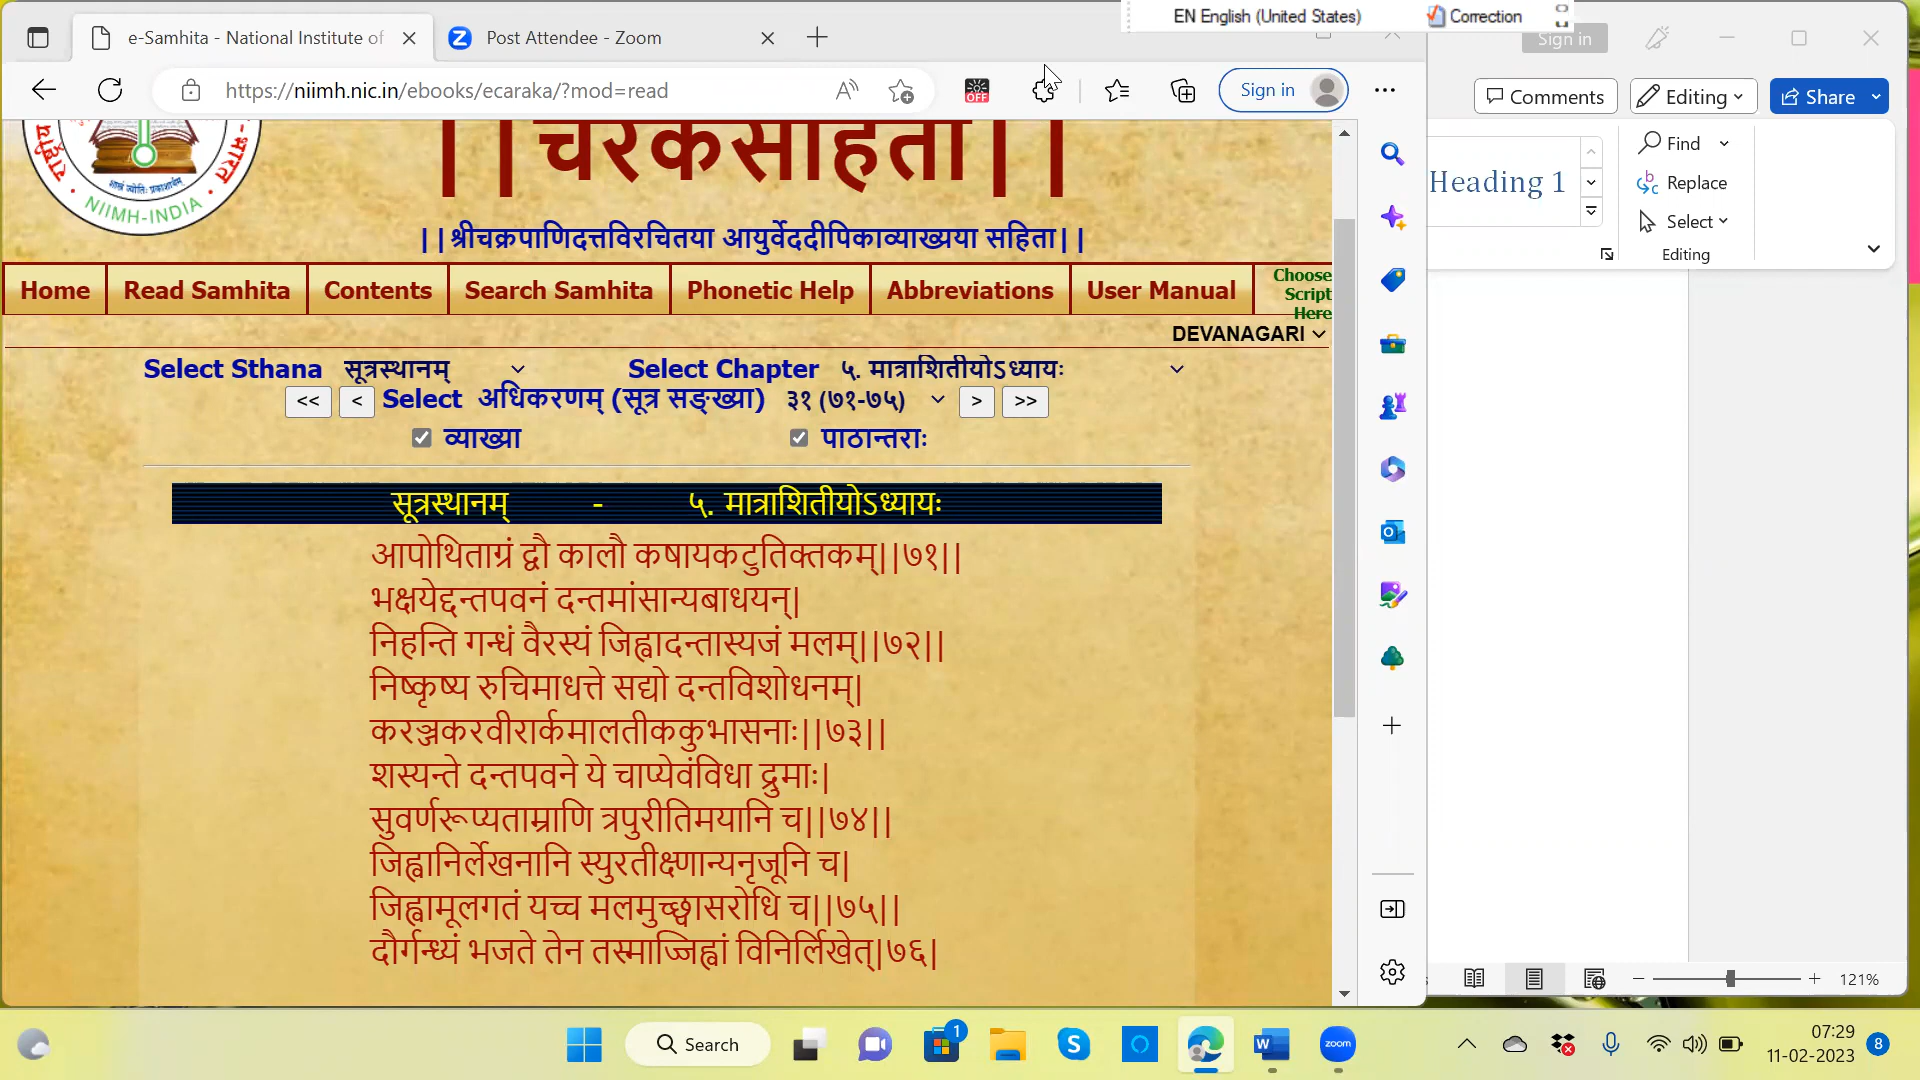 EN English (United States) Correction
e-Samhita - National Institute of
Post Attendee - Zoom
Sign in
https://niimh.nic.in/ebooks/ecaraka/?mod=read
OFF
Sign in
Comments
Editing
Share
NIIMH-INDIA
||चरकसंहिता||
||श्रीचक्रपाणिदत्तविरचितया आयुर्वेददीपिकाव्याख्यया सहिता||
Find
Heading 1
Replace
Select
Editing
Home
Read Samhita
Contents
Search Samhita
Phonetic Help
Abbreviations
User Manual
Choose
Script
Here
DEVANAGARI
Select Sthana सूत्रस्थानम् Select Chapter ५. मात्राशितीयोऽध्यायः
<< < Select अधिकरणम् (सूत्र सङ्ख्या) ३१ (७१-७५) > >>
व्याख्या पाठान्तराः
सूत्रस्थानम् - ५. मात्राशितीयोऽध्यायः
आपोथिताग्रं द्वौ कालौ कषायकटुतिक्तकम्||७१||
भक्षयेद्दन्तपवनं दन्तमांसान्यबाधयन्|
निहन्ति गन्धं वैरस्यं जिह्वादन्तास्यजं मलम्||७२||
निष्कृष्य रुचिमाधत्ते सद्यो दन्तविशोधनम्|
करञ्जकरवीरार्कमालतीककुभासनाः||७३||
शस्यन्ते दन्तपवने ये चाप्येवंविधा द्रुमाः|
सुवर्णरूप्यताम्राणि त्रपुरीतिमयानि च||७४||
जिह्वानिर्लेखनानि स्युरतीक्ष्णान्यनृजूनि च|
जिह्वामूलगतं यच्च मलमुच्छ्वासरोधि च||७५||
दौर्गन्ध्यं भजते तेन तस्माज्जिह्वां विनिर्लिखेत्|७६|
121%
Search
1
zoom
07:29
11-02-2023
8